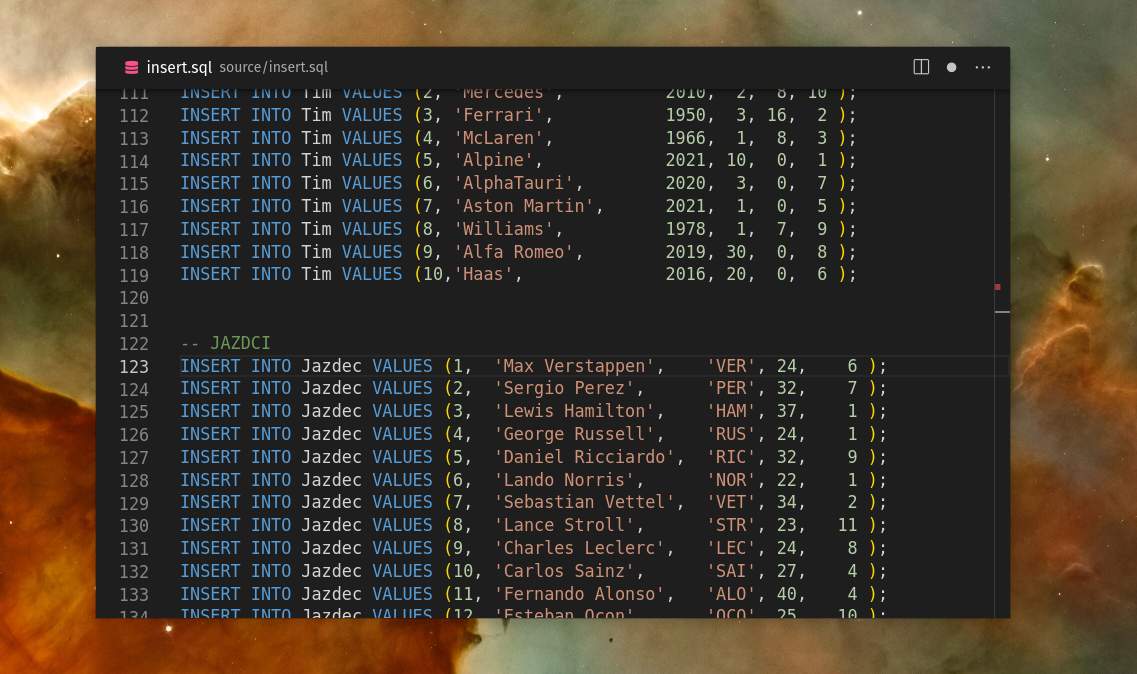 insert.sql source/insert.sql
111 INSERT INTO Tim VALUES (2, 'Mercedes', 2010, 2, 8, 10 );
112 INSERT INTO Tim VALUES (3, 'Ferrari', 1950, 3, 16, 2 );
113 INSERT INTO Tim VALUES (4, 'McLaren', 1966, 1, 8, 3 );
114 INSERT INTO Tim VALUES (5, 'Alpine', 2021, 10, 0, 1 );
115 INSERT INTO Tim VALUES (6, 'AlphaTauri', 2020, 3, 0, 7 );
116 INSERT INTO Tim VALUES (7, 'Aston Martin', 2021, 1, 0, 5 );
117 INSERT INTO Tim VALUES (8, 'Williams', 1978, 1, 7, 9 );
118 INSERT INTO Tim VALUES (9, 'Alfa Romeo' 2019, 30, 0, 8 );
119 INSERT INTO Tim VALUES (10,'Haas', 2016, 20, 0, 6 );
120
121
122 -- JAZDCI
123 INSERT INTO Jazdec VALUES (1, 'Max Verstappen', 'VER', 24, 6 );
124 INSERT INTO Jazdec VALUES (2, 'Sergio Perez', 'PER', 32, 7 );
125 INSERT INTO Jazdec VALUES (3, 'Lewis Hamilton', 'HAM', 37, 1 );
126 INSERT INTO Jazdec VALUES (4, 'George Russell', 'RUS', 24, 1 );
127 INSERT INTO Jazdec VALUES (5, 'Daniel Ricciardo', 'RIC', 32, 9 );
128 INSERT INTO Jazdec VALUES (6, 'Lando Norris', 'NOR', 22, 1 );
129 INSERT INTO Jazdec VALUES (7, 'Sebastian Vettel', 'VET', 34, 2 );
130 INSERT INTO Jazdec VALUES (8, 'Lance Stroll', 'STR', 23, 11 );
131 INSERT INTO Jazdec VALUES (9, 'Charles Leclerc', 'LEC', 24, 8 );
132 INSERT INTO Jazdec VALUES (10, 'Carlos Sainz', 'SAI', 27, 4 );
133 INSERT INTO Jazdec VALUES (11, 'Fernando Alonso', 'ALO', 40, 4 );
134 INSERT INTO Jazdec VALUES (12, 'Esteban Ocon', 'OCO', 25, 10 );